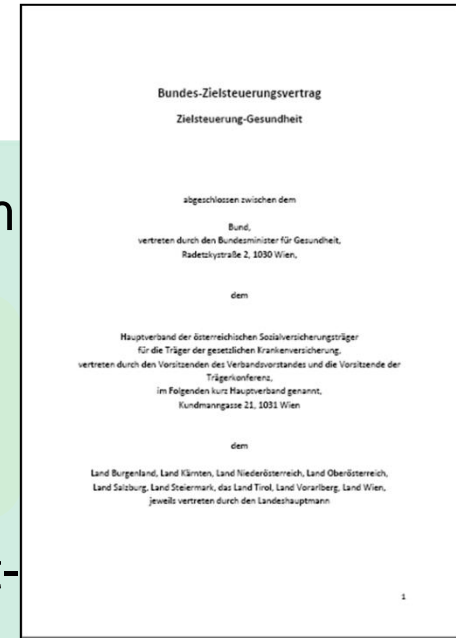 Bundes-Zielsteuerungsvertrag
Zielsteuerung-Gesundheit
abgeschlossen zwischen dem
Bund,
vertreten durch den Bundesminister für Gesundheit,
Radetzkystraße 2, 1030 Wien,
dem
Hauptverband der österreichischen Sozialversicherungsträger
für die Träger der gesetzlichen Krankenversicherung,
vertreten durch den Vorsitzenden des Verbandsvorstandes und die Vorsitzende der
Trägerkonferenz,
im Folgenden kurz Hauptverband genannt,
Kundmanngasse 21, 1031 Wien
dem
Land Burgenland, Land Kärnten, Land Niederösterreich, Land Oberösterreich,
Land Salzburg, Land Steiermark, das Land Tirol, Land Vorarlberg, Land Wien,
jeweils vertreten durch den Landeshauptmann
1